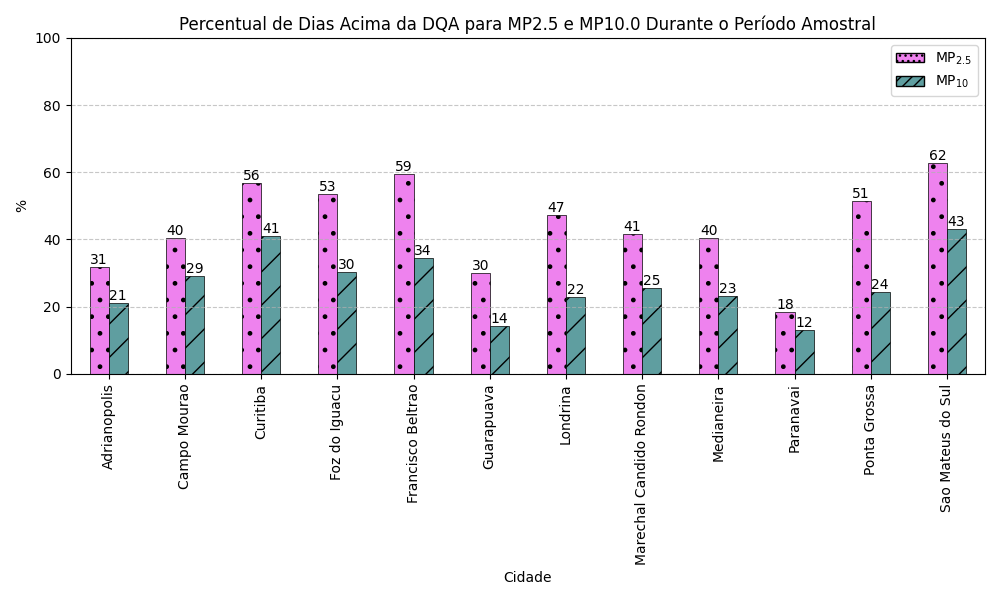 Percentual de Dias Acima da DQA para MP2.5 e MP10.0 Durante o Período Amostral
MP2.5
MP10
%
100
80
60
40
20
0
31
21
40
29
56
41
53
30
59
34
30
14
47
22
41
25
40
23
18
12
51
24
62
43
Adrianopolis
Campo Mourao
Curitiba
Foz do Iguacu
Francisco Beltrao
Guarapuava
Londrina
Marechal Candido Rondon
Medianeira
Paranavai
Ponta Grossa
Sao Mateus do Sul
Cidade